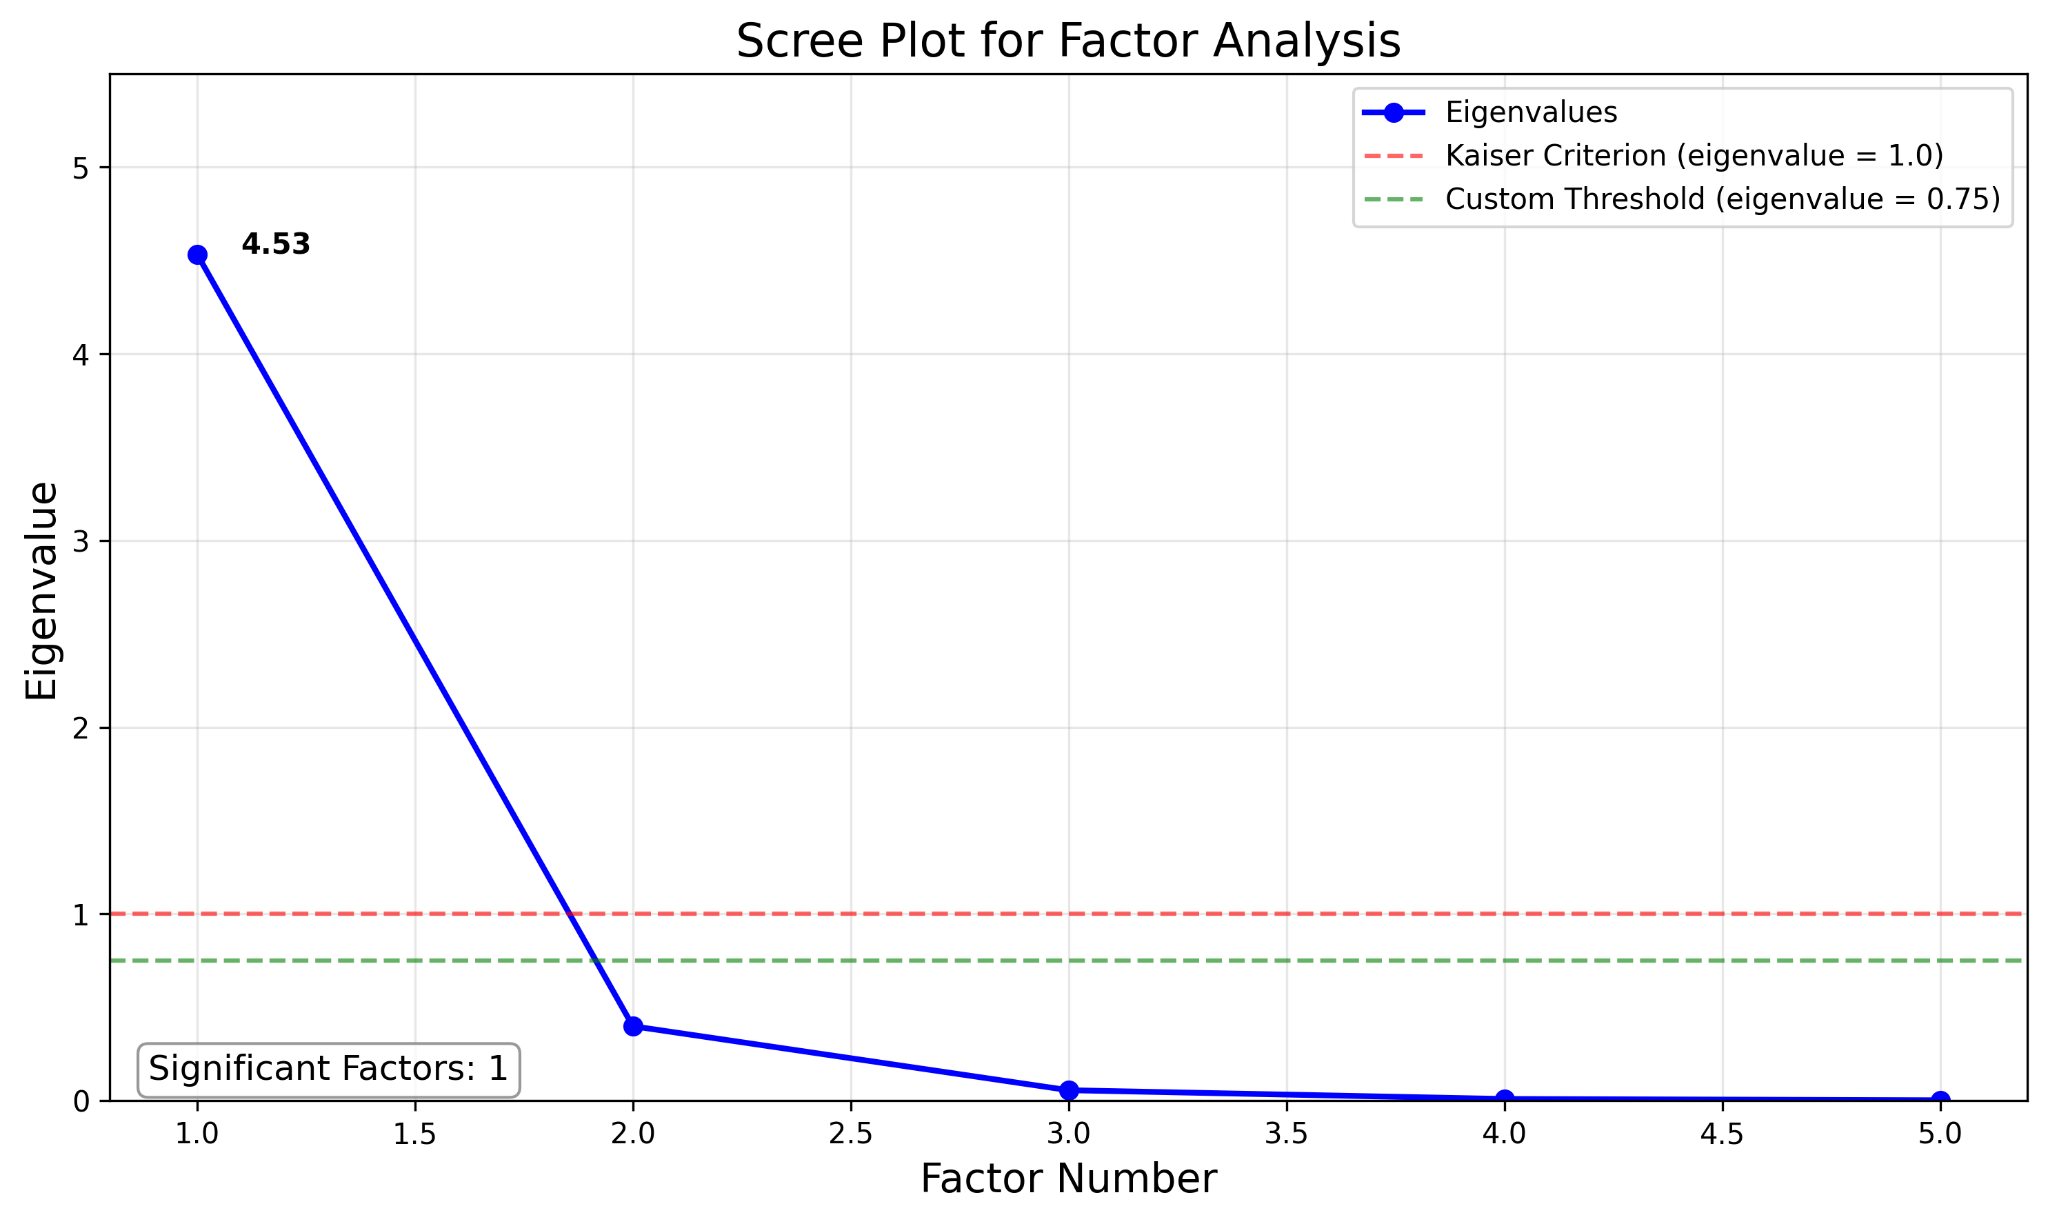 Scree Plot for Factor Analysis
Eigenvalues
Kaiser Criterion (eigenvalue = 1.0)
Custom Threshold (eigenvalue = 0.75)
5
4.53
4
3
2
1
0
Eigenvalue
Significant Factors: 1
1.0 1.5 2.0 2.5 3.0 3.5 4.0 4.5 5.0
Factor Number